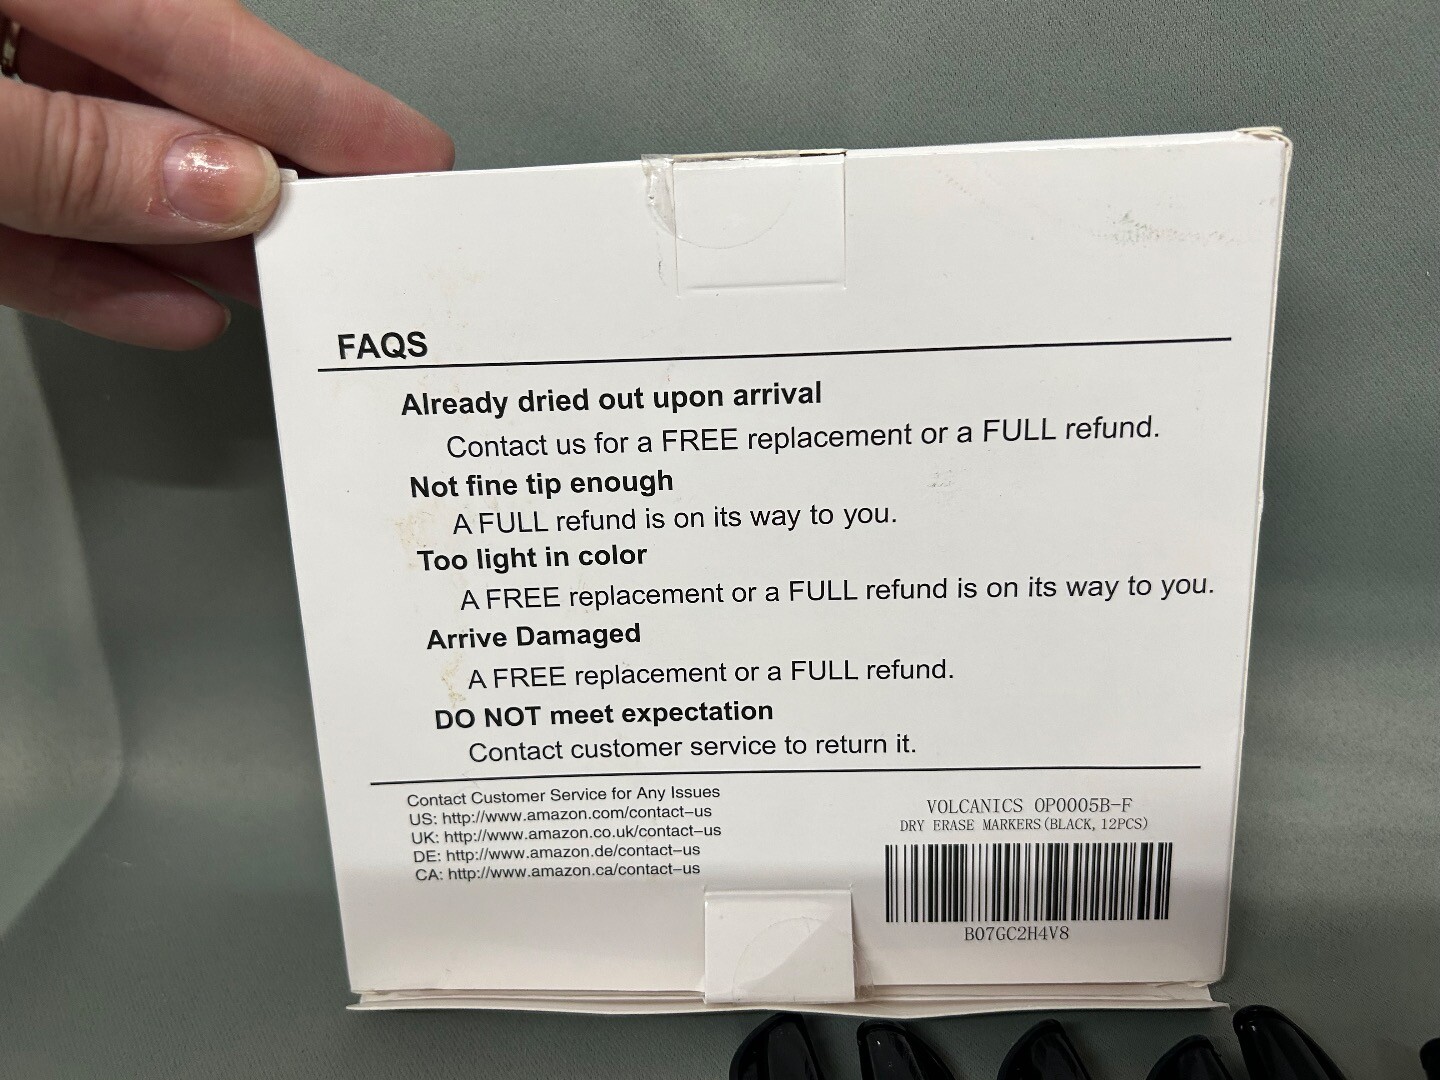 FAQS
Already dried out upon arrival
Contact us for a FREE replacement or a FULL refund.
Not fine tip enough
A FULL refund is on its way to you.
Too light in color
A FREE replacement or a FULL refund is on its way to you.
Arrive Damaged
A FREE replacement or a FULL refund.
DO NOT meet expectation
Contact customer service to return it.
Contact Customer Service for Any Issues
US: http://www.amazon.com/contact-us
UK: http://www.amazon.co.uk/contact-us
DE: http://www.amazon.de/contact-us
CA: http://www.amazon.ca/contact-us
VOLCANICS OP0005B-F
DRY ERASE MARKERS(BLACK, 12PCS)
B07GC2H4V8